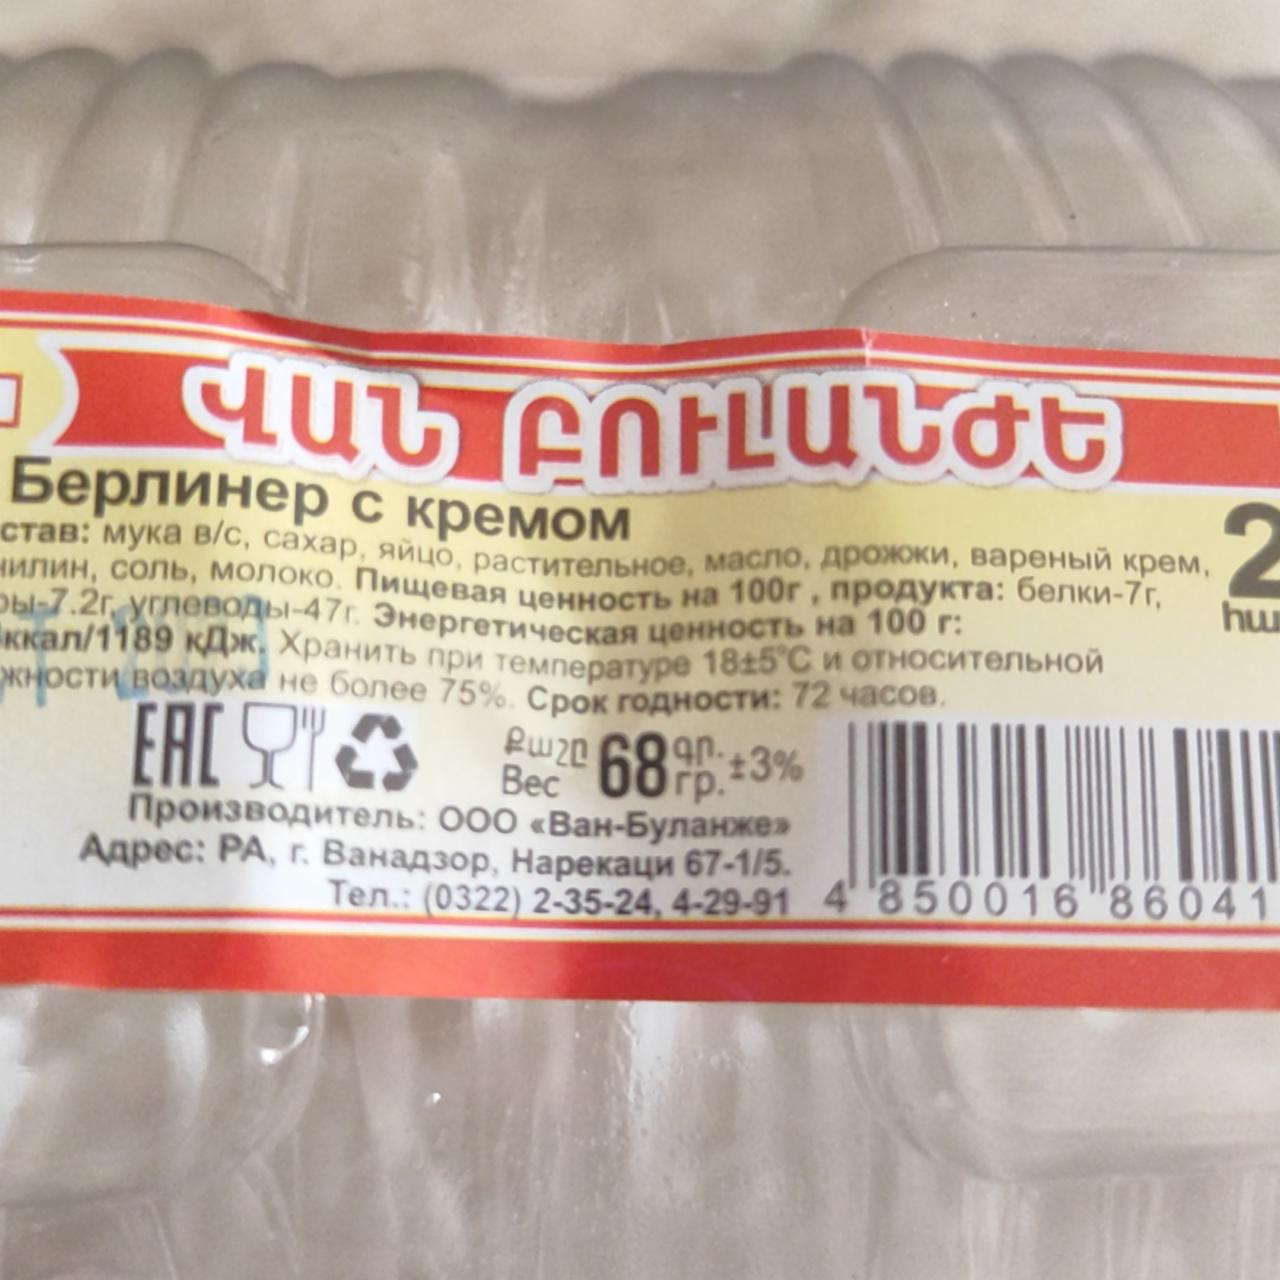 ՎԱՆ ԲՈՒԼԱՆԺԵ
Берлинер с кремом
став: мука в/с, сахар, яйцо, растительное, масло, дрожжи, вареный крем,
нилин, соль, молоко. Пищевая ценность на 100г , продукта: белки-7г,
ры-7.2г, углеводы-47г. Энергетическая ценность на 100 г:
ккал/1189 кДж. Хранить при температуре 18±5°С и относительной
жности воздуха не более 75%. Срок годности: 72 часов.
2
հա
EAC
Քաշը 68 գր. ±3%
Вес гр.
Производитель: ООО «Ван-Буланже»
Адрес: РА, г. Ванадзор, Нарекаци 67-1/5.
Тел.: (0322) 2-35-24, 4-29-91
4 850016 86041